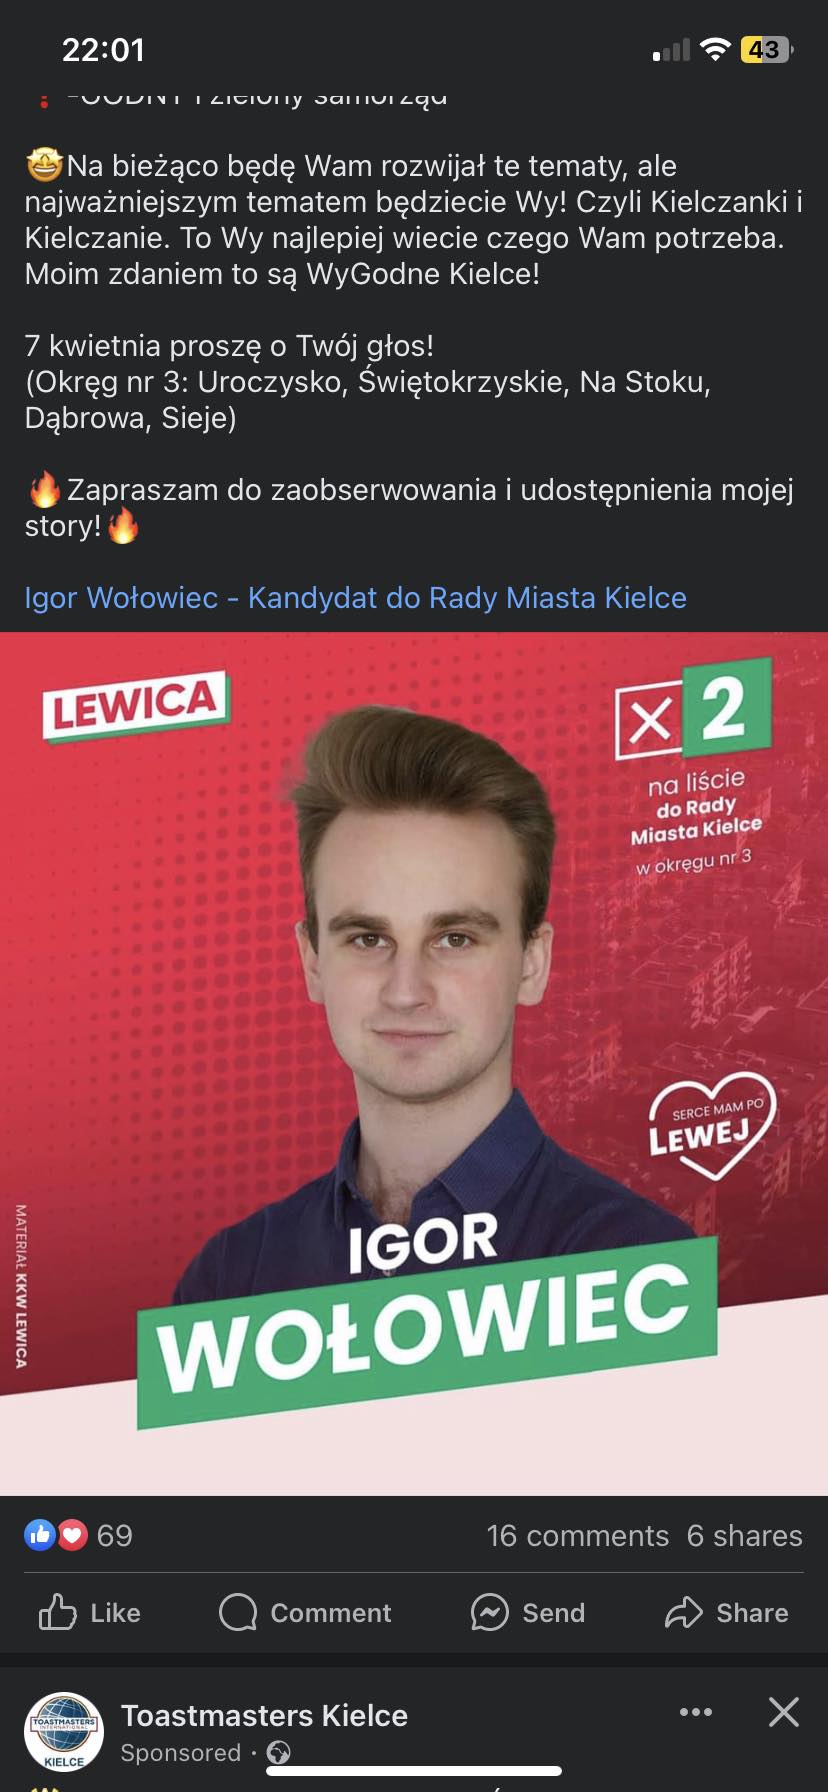 22:01
43
i zielony samorząd
🤩Na bieżąco będę Wam rozwijał te tematy, ale
najważniejszym tematem będziecie Wy! Czyli Kielczanki i
Kielczanie. To Wy najlepiej wiecie czego Wam potrzeba.
Moim zdaniem to są WyGodne Kielce!
7 kwietnia proszę o Twój głos!
(Okręg nr 3: Uroczysko, Świętokrzyskie, Na Stoku,
Dąbrowa, Sieje)
🔥Zapraszam do zaobserwowania i udostępnienia mojej
story!🔥
Igor Wołowiec - Kandydat do Rady Miasta Kielce
LEWICA
x 2
na liście
do Rady
Miasta Kielce
w okręgu nr 3
SERCE MAM PO
LEWEJ
MATERIAŁ KKW LEWICA
IGOR
WOŁOWIEC
69
16 comments 6 shares
Like Comment Send Share
TOASTMASTERS
INTERNATIONAL
KIELCE
Toastmasters Kielce
Sponsored ·